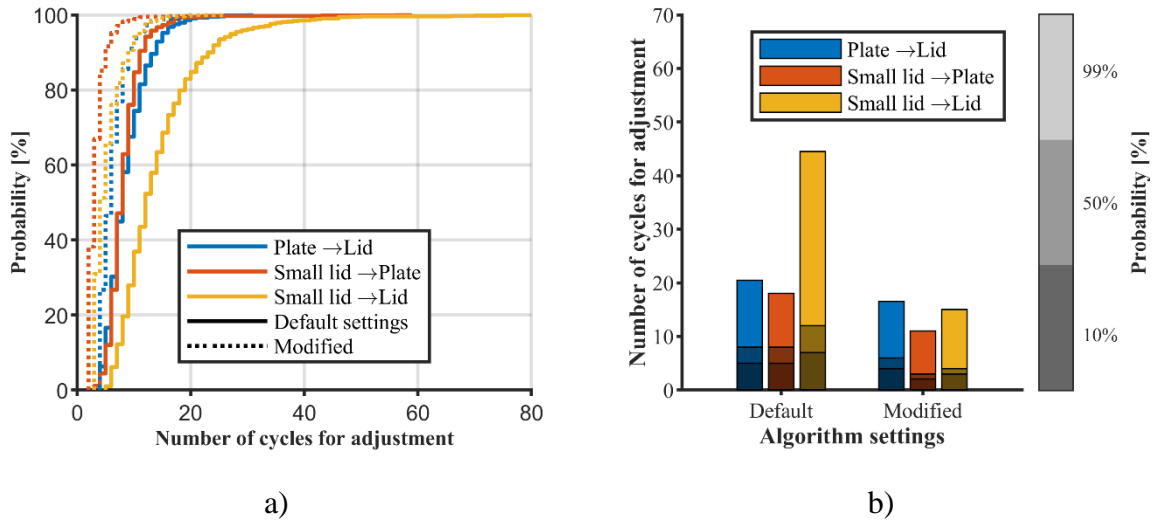 100
80
60
40
20
0
Probability [%]
Plate →Lid
Small lid →Plate
Small lid →Lid
Default settings
Modified
0
20
40
60
80
Number of cycles for adjustment
a)
70
60
50
40
30
20
10
0
Number of cycles for adjustment
Plate →Lid
Small lid →Plate
Small lid →Lid
Default
Modified
Algorithm settings
99%
50%
10%
Probability [%]
b)